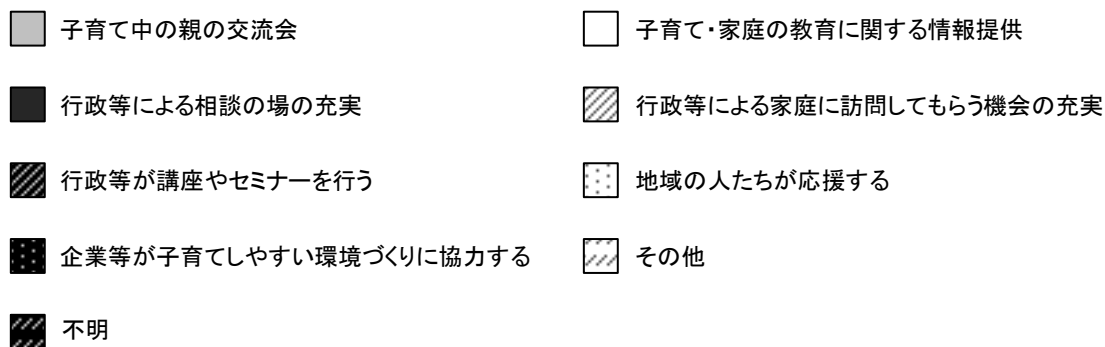 子育て中の親の交流会
子育て・家庭の教育に関する情報提供
行政等による相談の場の充実
行政等による家庭に訪問してもらう機会の充実
行政等が講座やセミナーを行う
地域の人たちが応援する
企業等が子育てしやすい環境づくりに協力する
その他
不明